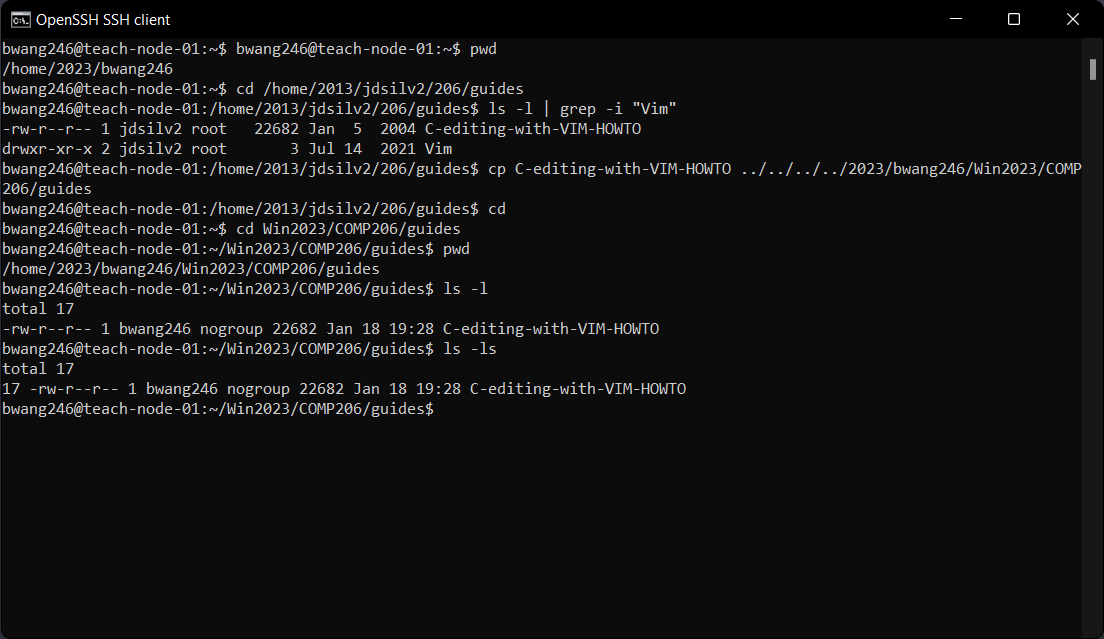 OpenSSH SSH client
bwang246@teach-node-01:~$ bwang246@teach-node-01:~$ pwd
/home/2023/bwang246
bwang246@teach-node-01:~$ cd /home/2013/jdsilv2/206/guides
bwang246@teach-node-01:/home/2013/jdsilv2/206/guides$ ls -l | grep -i "Vim"
-rw-r--r-- 1 jdsilv2 root   22682 Jan  5  2004 C-editing-with-VIM-HOWTO
drwxr-xr-x 2 jdsilv2 root       3 Jul 14  2021 Vim
bwang246@teach-node-01:/home/2013/jdsilv2/206/guides$ cp C-editing-with-VIM-HOWTO ../../../../2023/bwang246/Win2023/COMP
206/guides
bwang246@teach-node-01:/home/2013/jdsilv2/206/guides$ cd
bwang246@teach-node-01:~$ cd Win2023/COMP206/guides
bwang246@teach-node-01:~/Win2023/COMP206/guides$ pwd
/home/2023/bwang246/Win2023/COMP206/guides
bwang246@teach-node-01:~/Win2023/COMP206/guides$ ls -l
total 17
-rw-r--r-- 1 bwang246 nogroup 22682 Jan 18 19:28 C-editing-with-VIM-HOWTO
bwang246@teach-node-01:~/Win2023/COMP206/guides$ ls -ls
total 17
17 -rw-r--r-- 1 bwang246 nogroup 22682 Jan 18 19:28 C-editing-with-VIM-HOWTO
bwang246@teach-node-01:~/Win2023/COMP206/guides$